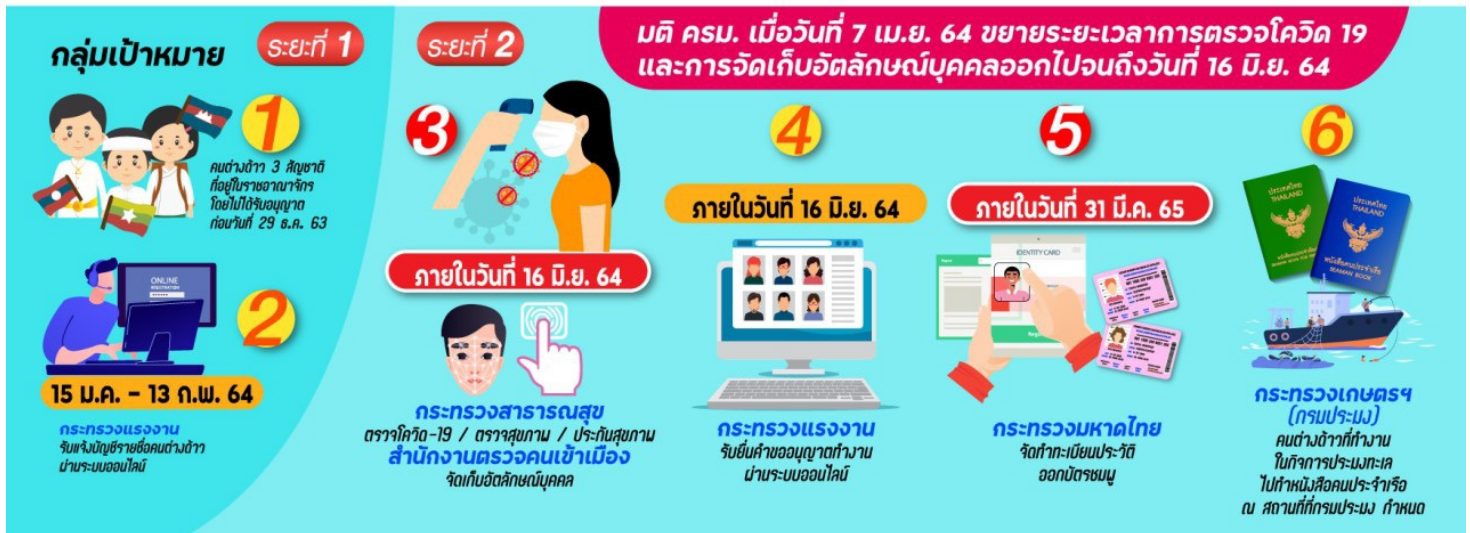 กลุ่มเป้าหมาย
ระยะที่ 1
1
คนต่างด้าว 3 สัญชาติ
ที่อยู่ในราชอาณาจักร
โดยไม่ได้รับอนุญาต
ก่อนวันที่ 29 ธ.ค. 63
ONLINE
REGISTRATION
2
15 ม.ค. - 13 ก.พ. 64
กระทรวงแรงงาน
รับแจ้งบัญชีรายชื่อคนต่างด้าว
ผ่านระบบออนไลน์
ระยะที่ 2
มติ ครม. เมื่อวันที่ 7 เม.ย. 64 ขยายระยะเวลาการตรวจโควิด 19
และการจัดเก็บอัตลักษณ์บุคคลออกไปจนถึงวันที่ 16 มิ.ย. 64
3
ภายในวันที่ 16 มิ.ย. 64
กระทรวงสาธารณสุข
ตรวจโควิด-19 / ตรวจสุขภาพ / ประกันสุขภาพ
สำนักงานตรวจคนเข้าเมือง
จัดเก็บอัตลักษณ์บุคคล
4
ภายในวันที่ 16 มิ.ย. 64
กระทรวงแรงงาน
รับยื่นคำขออนุญาตทำงาน
ผ่านระบบออนไลน์
5
ภายในวันที่ 31 มี.ค. 65
IDENTITY CARD
กระทรวงมหาดไทย
จัดทำทะเบียนประวัติ
ออกบัตรชมพู
6
ประเทศไทย
THAILAND
ประเทศไทย
THAILAND
หนังสือคนประจำเรือ
SEAMAN BOOK
กระทรวงเกษตรฯ
(กรมประมง)
คนต่างด้าวที่ทำงาน
ในกิจการประมงทะเล
ไปทำหนังสือคนประจำเรือ
ณ สถานที่ที่กรมประมง กำหนด